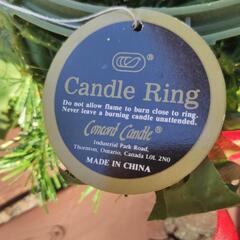 ®
Candle Ring
Do not allow flame to burn close to ring.
Never leave a burning candle unattended.
Concord Candle®
Industrial Park Road,
Thornton, Ontario, Canada L0L 2N0
MADE IN CHINA